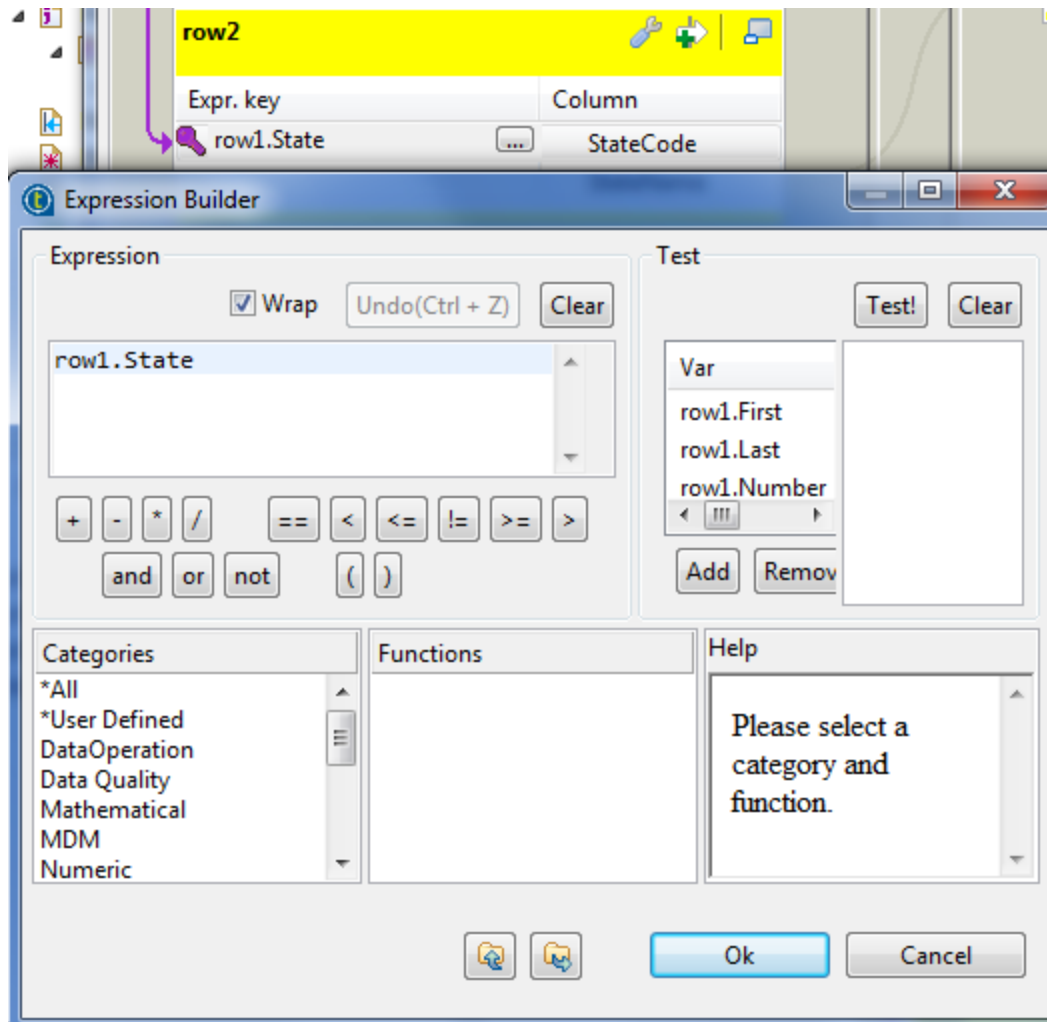 row2
Expr. key Column
row1.State ... StateCode
Expression Builder
Expression Test
Wrap Undo(Ctrl + Z) Clear Test! Clear
row1.State
Var
row1.First
row1.Last
row1.Number
+ - * / == < <= != >= >
and or not ( )
Add Remov
Categories Functions Help
*All
*User Defined
DataOperation
Data Quality
Mathematical
MDM
Numeric
Please select a
category and
function.
Ok Cancel